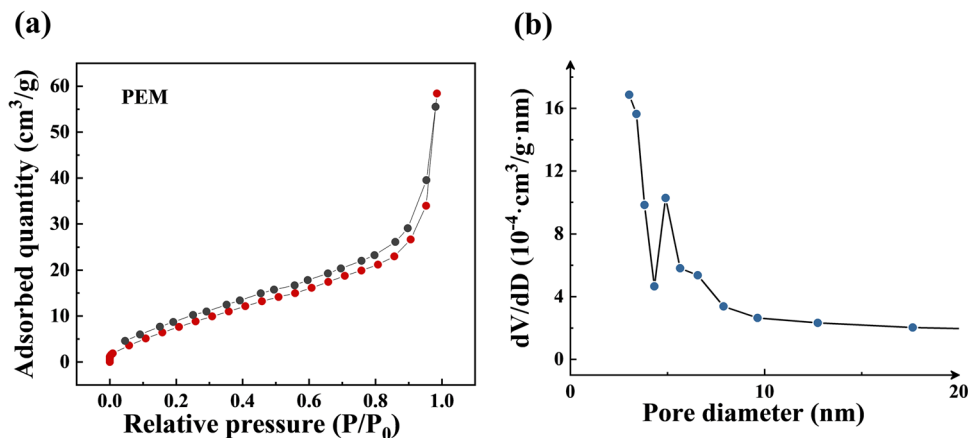 (a)
PEM
60
50
40
30
20
10
0
0.0 0.2 0.4 0.6 0.8 1.0
Adsorbed quantity (cm³/g)
Relative pressure (P/P₀)
(b)
16
12
8
4
0
0 10 20
dV/dD (10⁻⁴·cm³/g·nm)
Pore diameter (nm)